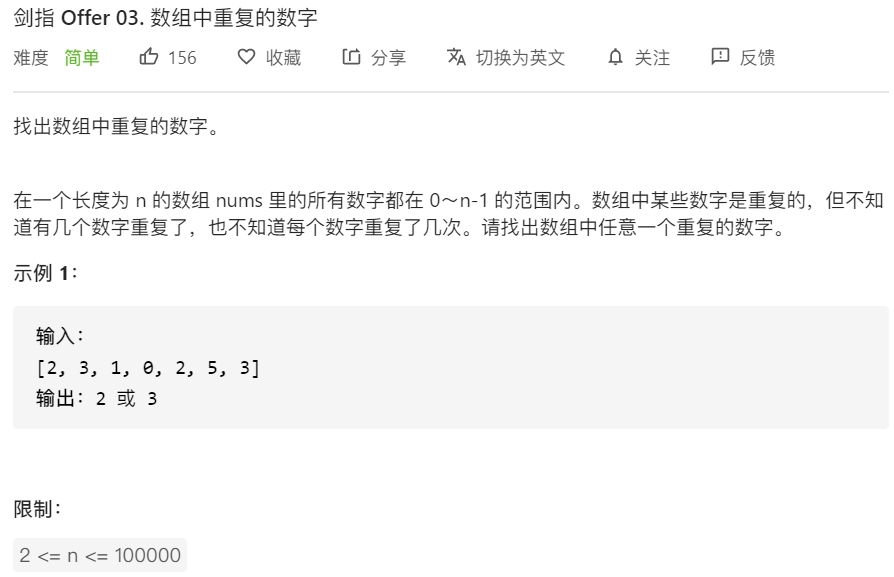 剑指 Offer 03. 数组中重复的数字
难度 简单 156 收藏 分享 切换为英文 关注 反馈
找出数组中重复的数字。
在一个长度为 n 的数组 nums 里的所有数字都在 0～n-1 的范围内。数组中某些数字是重复的，但不知
道有几个数字重复了，也不知道每个数字重复了几次。请找出数组中任意一个重复的数字。
示例 1：
输入：
[2, 3, 1, 0, 2, 5, 3]
输出：2 或 3
限制：
2 <= n <= 100000